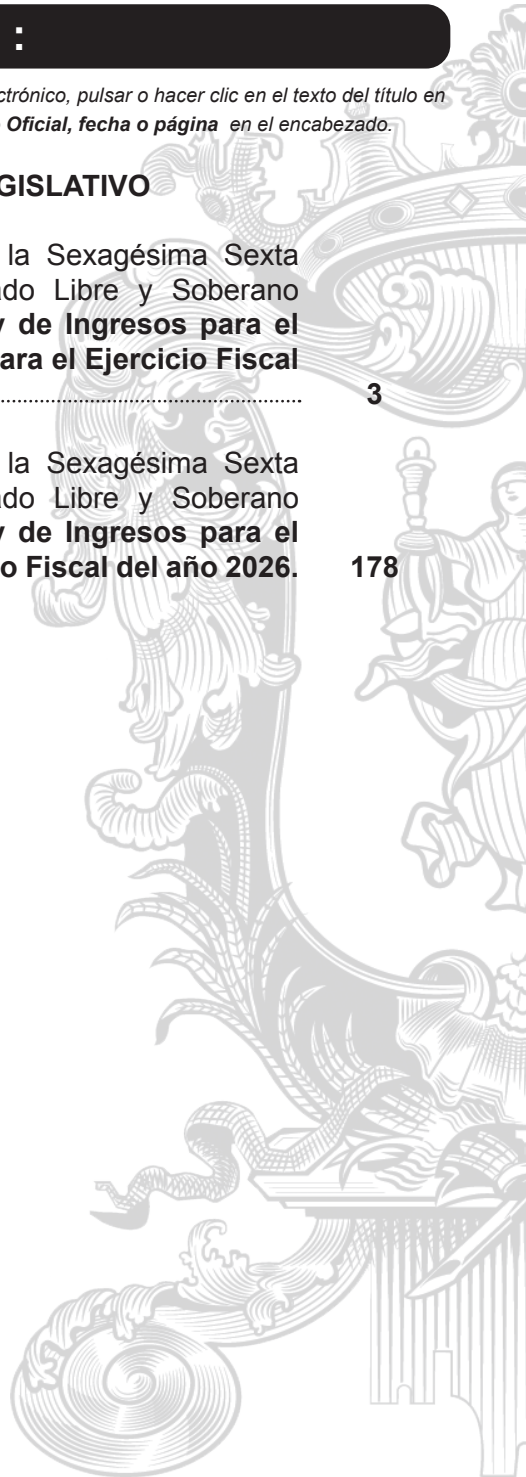 :
ctrónico, pulsar o hacer clic en el texto del título en
Oficial, fecha o página en el encabezado.
GISLATIVO
la Sexagésima Sexta
ado Libre y Soberano
y de Ingresos para el
ara el Ejercicio Fiscal
3
la Sexagésima Sexta
ado Libre y Soberano
y de Ingresos para el
o Fiscal del año 2026. 178